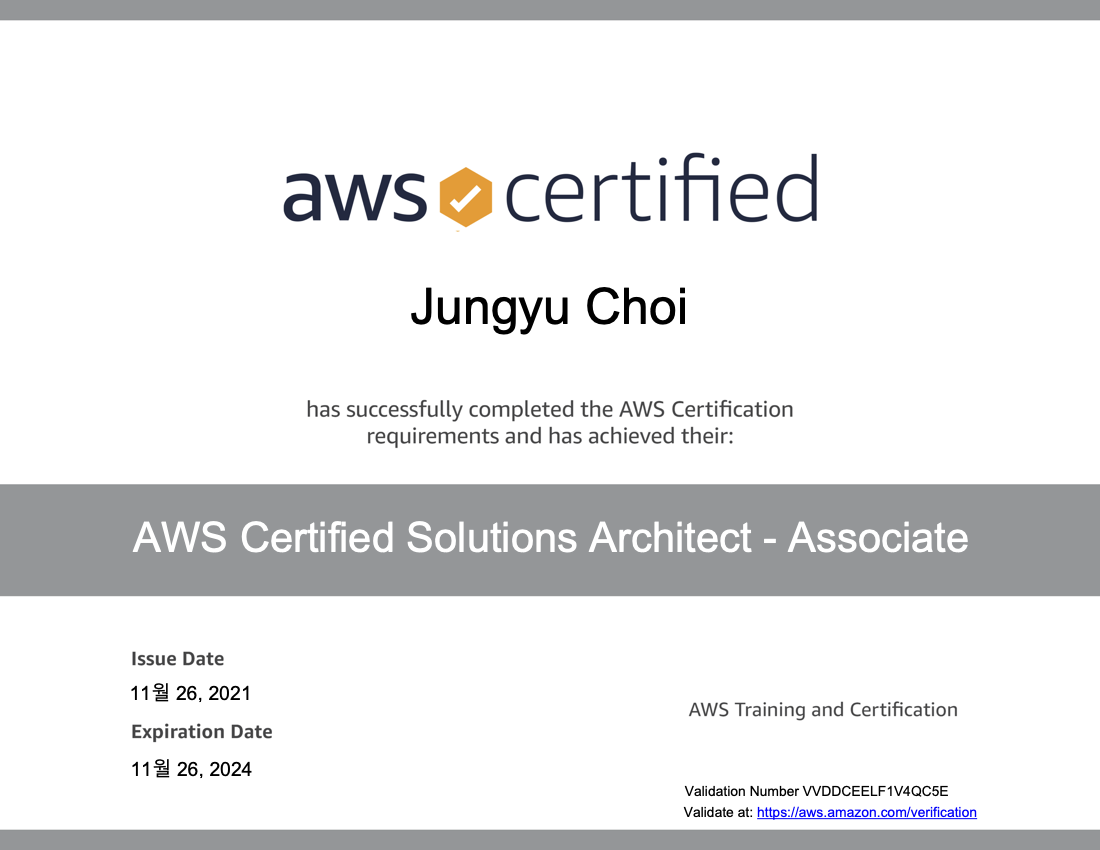 aws certified
Jungyu Choi
has successfully completed the AWS Certification
requirements and has achieved their:
AWS Certified Solutions Architect - Associate
Issue Date
11월 26, 2021
Expiration Date
11월 26, 2024
AWS Training and Certification
Validation Number VVDDCEELF1V4QC5E
Validate at: https://aws.amazon.com/verification